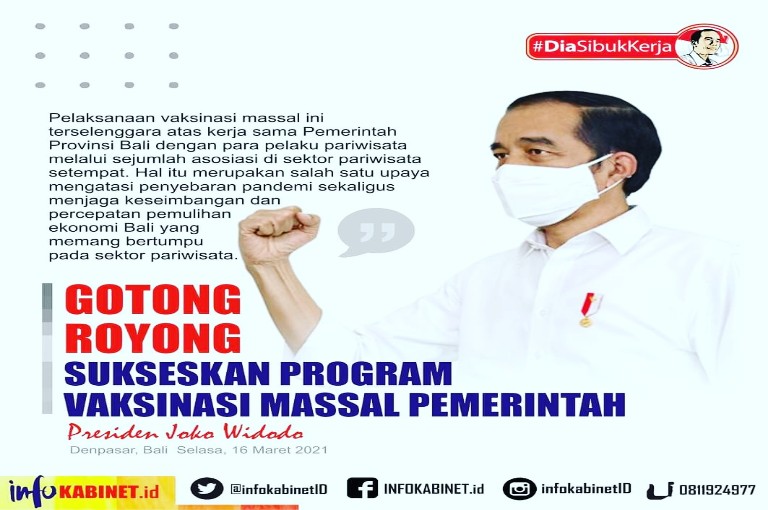 #DiaSibukKerja
Pelaksanaan vaksinasi massal ini
terselenggara atas kerja sama Pemerintah
Provinsi Bali dengan para pelaku pariwisata
melalui sejumlah asosiasi di sektor pariwisata
setempat. Hal itu merupakan salah satu upaya
mengatasi penyebaran pandemi sekaligus
menjaga keseimbangan dan
percepatan pemulihan
ekonomi Bali yang
memang bertumpu
pada sektor pariwisata.
GOTONG
ROYONG
SUKSESKAN PROGRAM
VAKSINASI MASSAL PEMERINTAH
Presiden Joko Widodo
Denpasar, Bali Selasa, 16 Maret 2021
info KABINET.id
@infokabinetID
INFOKABINET.id
infokabinetID
0811924977